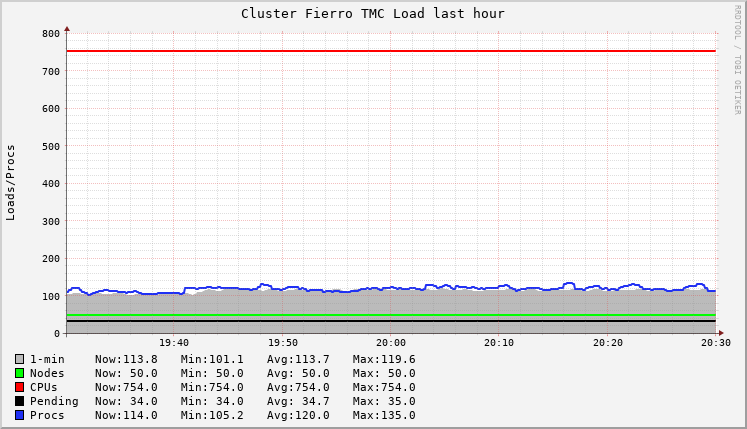 Cluster Fierro TMC Load last hour
RRDTOOL / TOBI OETIKER
Loads/Procs
800
700
600
500
400
300
200
100
0
19:40 19:50 20:00 20:10 20:20 20:30
1-min Now:113.8 Min:101.1 Avg:113.7 Max:119.6
Nodes Now: 50.0 Min: 50.0 Avg: 50.0 Max: 50.0
CPUs Now:754.0 Min:754.0 Avg:754.0 Max:754.0
Pending Now: 34.0 Min: 34.0 Avg: 34.7 Max: 35.0
Procs Now:114.0 Min:105.2 Avg:120.0 Max:135.0